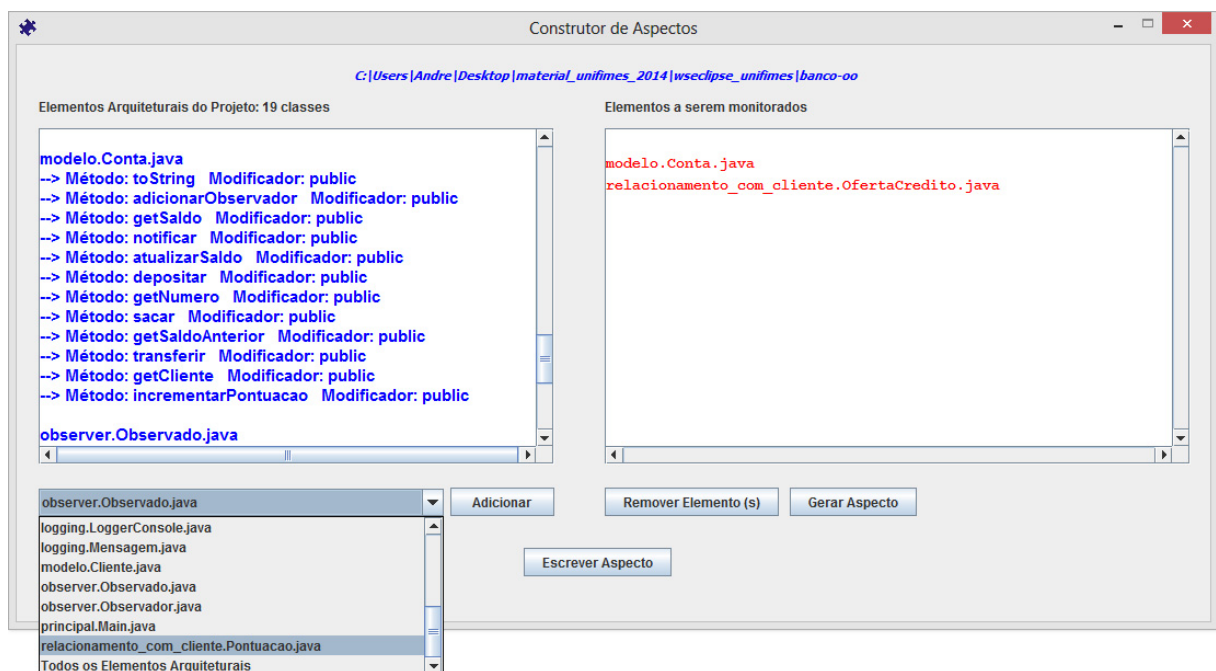 Construtor de Aspectos
C:|Users|Andre|Desktop|material_unifimes_2014|wseclipse_unifimes|banco-oo
Elementos Arquiteturais do Projeto: 19 classes
Elementos a serem monitorados
modelo.Conta.java
--> Método: toString   Modificador: public
--> Método: adicionarObservador   Modificador: public
--> Método: getSaldo   Modificador: public
--> Método: notificar   Modificador: public
--> Método: atualizarSaldo   Modificador: public
--> Método: depositar   Modificador: public
--> Método: getNumero   Modificador: public
--> Método: sacar   Modificador: public
--> Método: getSaldoAnterior   Modificador: public
--> Método: transferir   Modificador: public
--> Método: getCliente   Modificador: public
--> Método: incrementarPontuacao   Modificador: public
observer.Observado.java
modelo.Conta.java
relacionamento_com_cliente.OfertaCredito.java
observer.Observado.java
Adicionar
Remover Elemento (s)
Gerar Aspecto
logging.LoggerConsole.java
logging.Mensagem.java
modelo.Cliente.java
observer.Observado.java
observer.Observador.java
principal.Main.java
relacionamento_com_cliente.Pontuacao.java
Todos os Elementos Arquiteturais
Escrever Aspecto